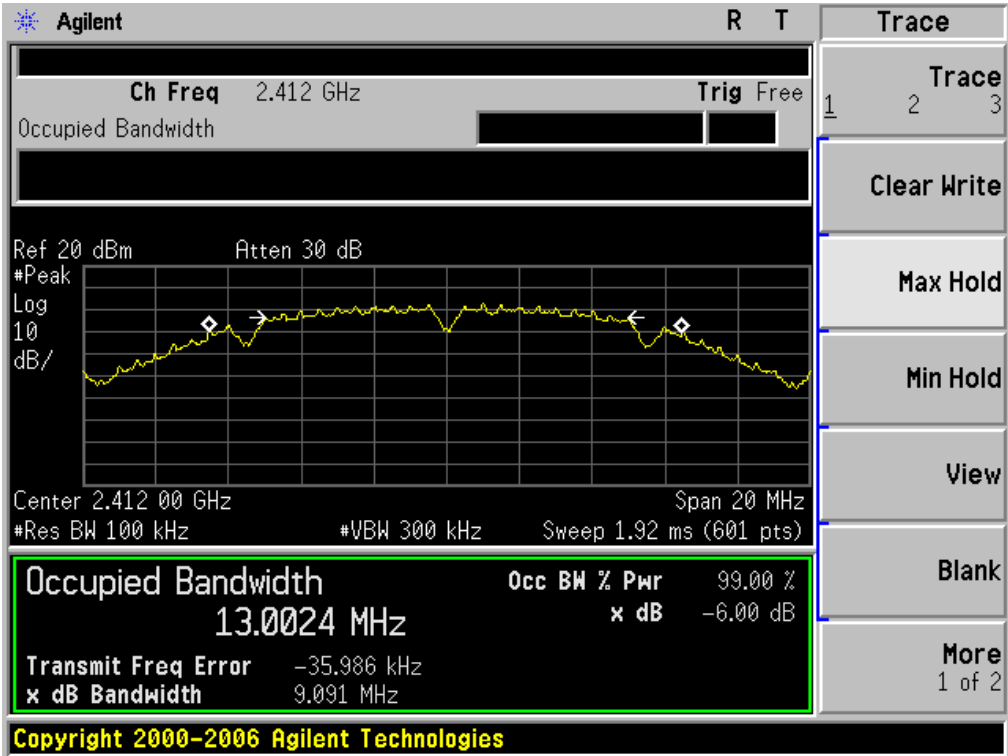 Agilent R T Trace
Ch Freq 2.412 GHz Trig Free
Occupied Bandwidth
Trace
1 2 3
Clear Write
Max Hold
Min Hold
View
Blank
More
1 of 2
Ref 20 dBm Atten 30 dB
#Peak
Log
10
dB/
Center 2.412 00 GHz Span 20 MHz
#Res BW 100 kHz #VBW 300 kHz Sweep 1.92 ms (601 pts)
Occupied Bandwidth Occ BW % Pwr 99.00 %
13.0024 MHz x dB -6.00 dB
Transmit Freq Error -35.986 kHz
x dB Bandwidth 9.091 MHz
Copyright 2000-2006 Agilent Technologies